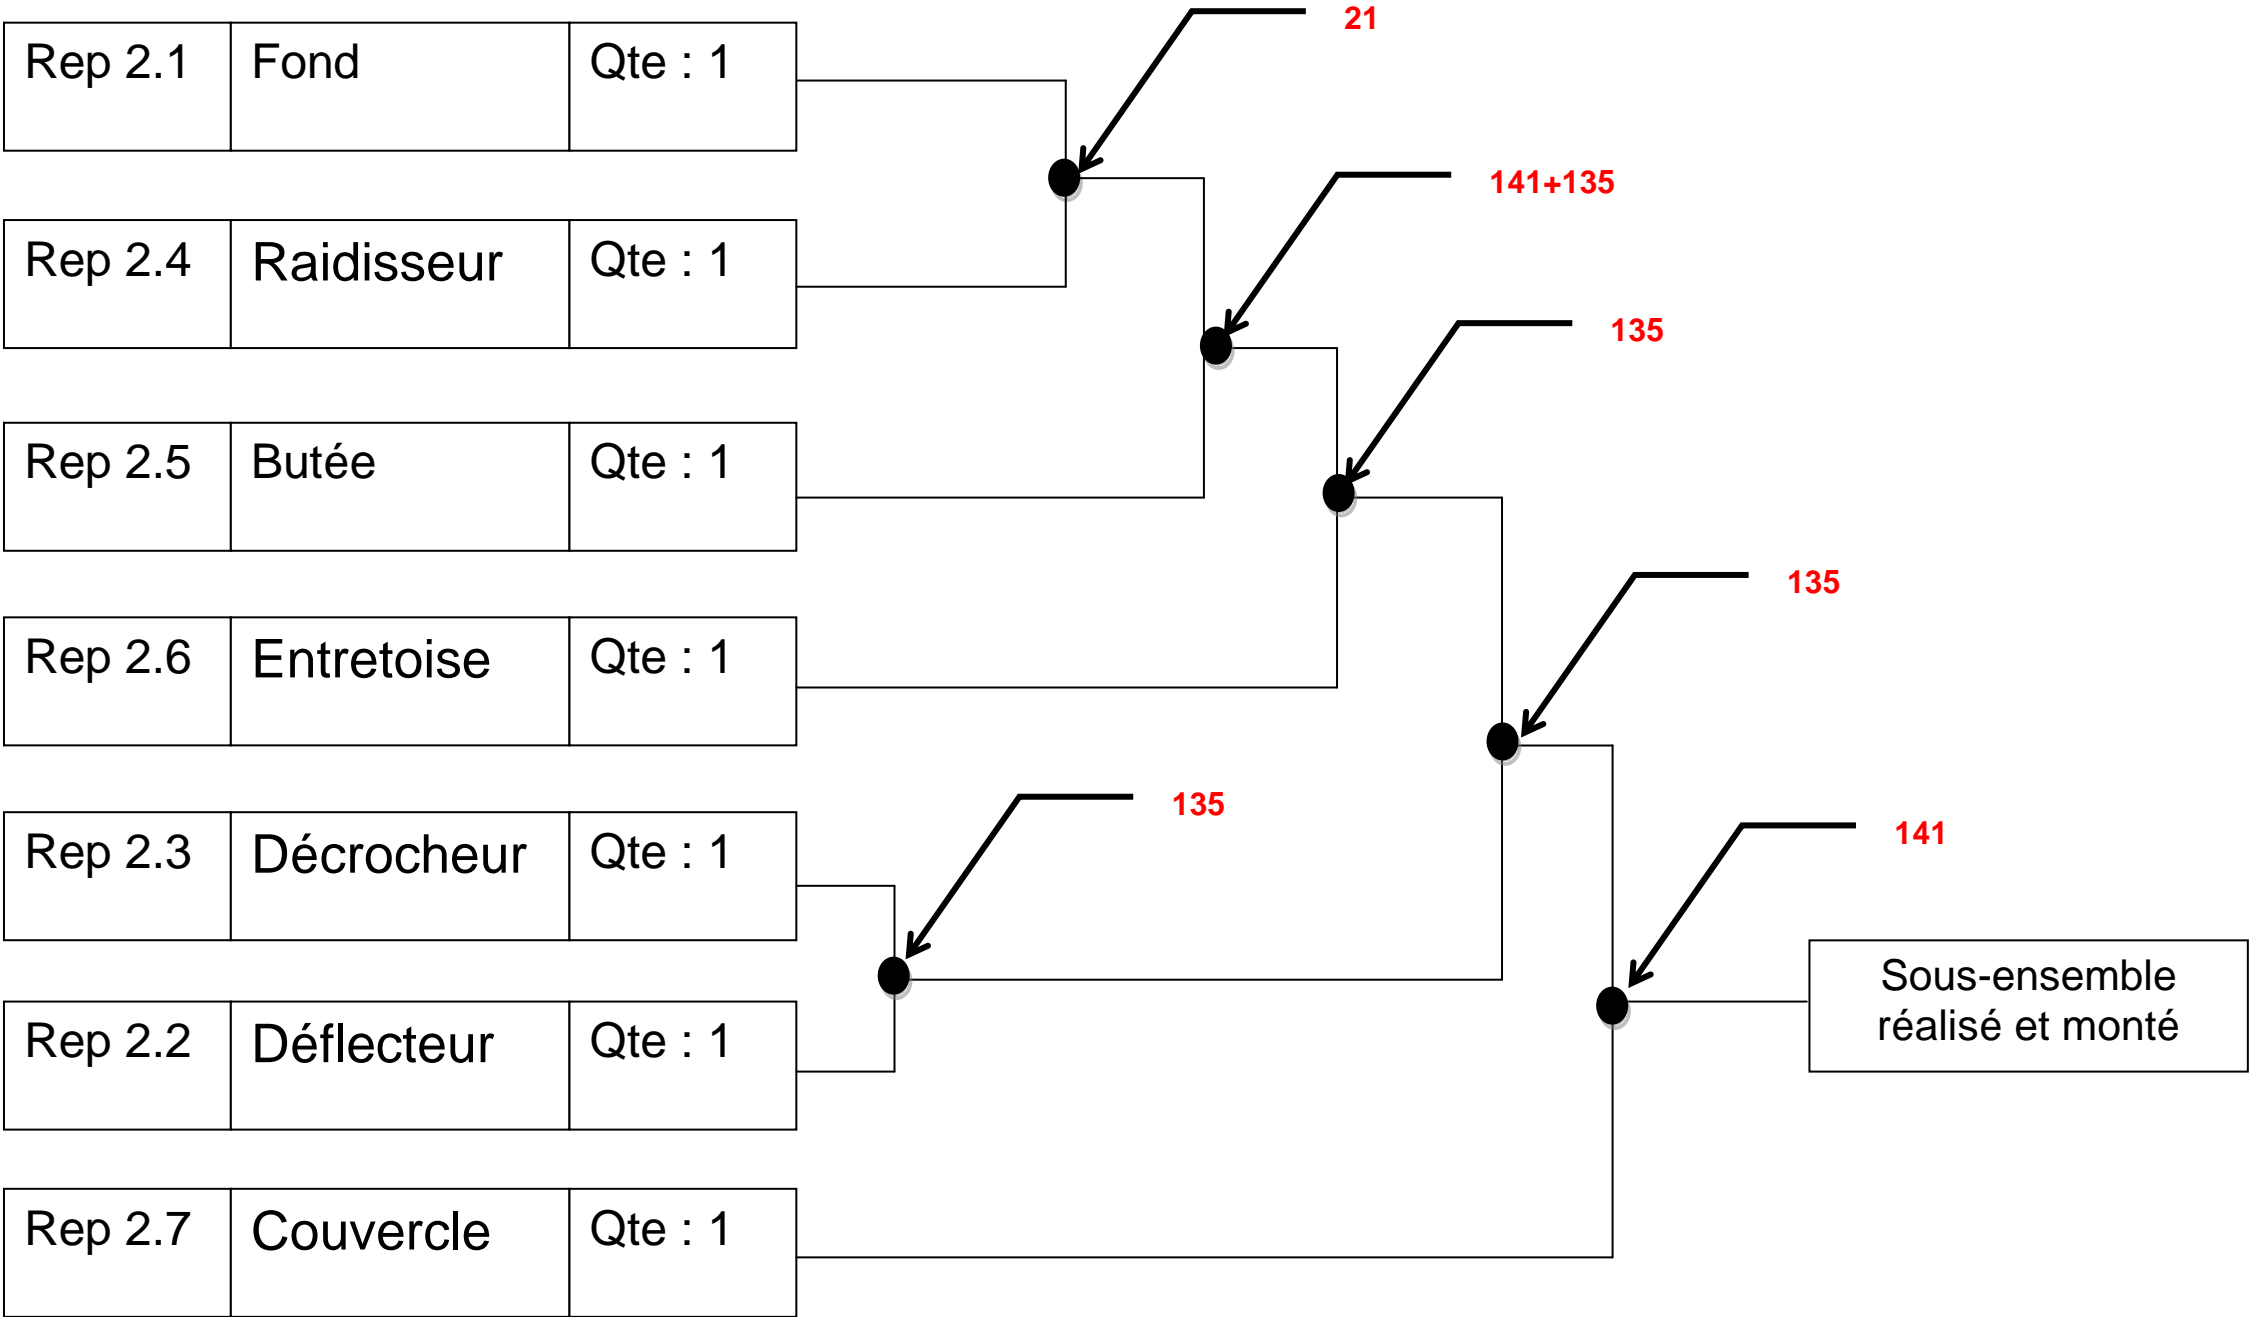 21
Rep 2.1 Fond Qte : 1
141+135
Rep 2.4 Raidisseur Qte : 1
135
Rep 2.5 Butée Qte : 1
135
Rep 2.6 Entretoise Qte : 1
135
141
Rep 2.3 Décrocheur Qte : 1
Sous-ensemble
réalisé et monté
Rep 2.2 Déflecteur Qte : 1
Rep 2.7 Couvercle Qte : 1